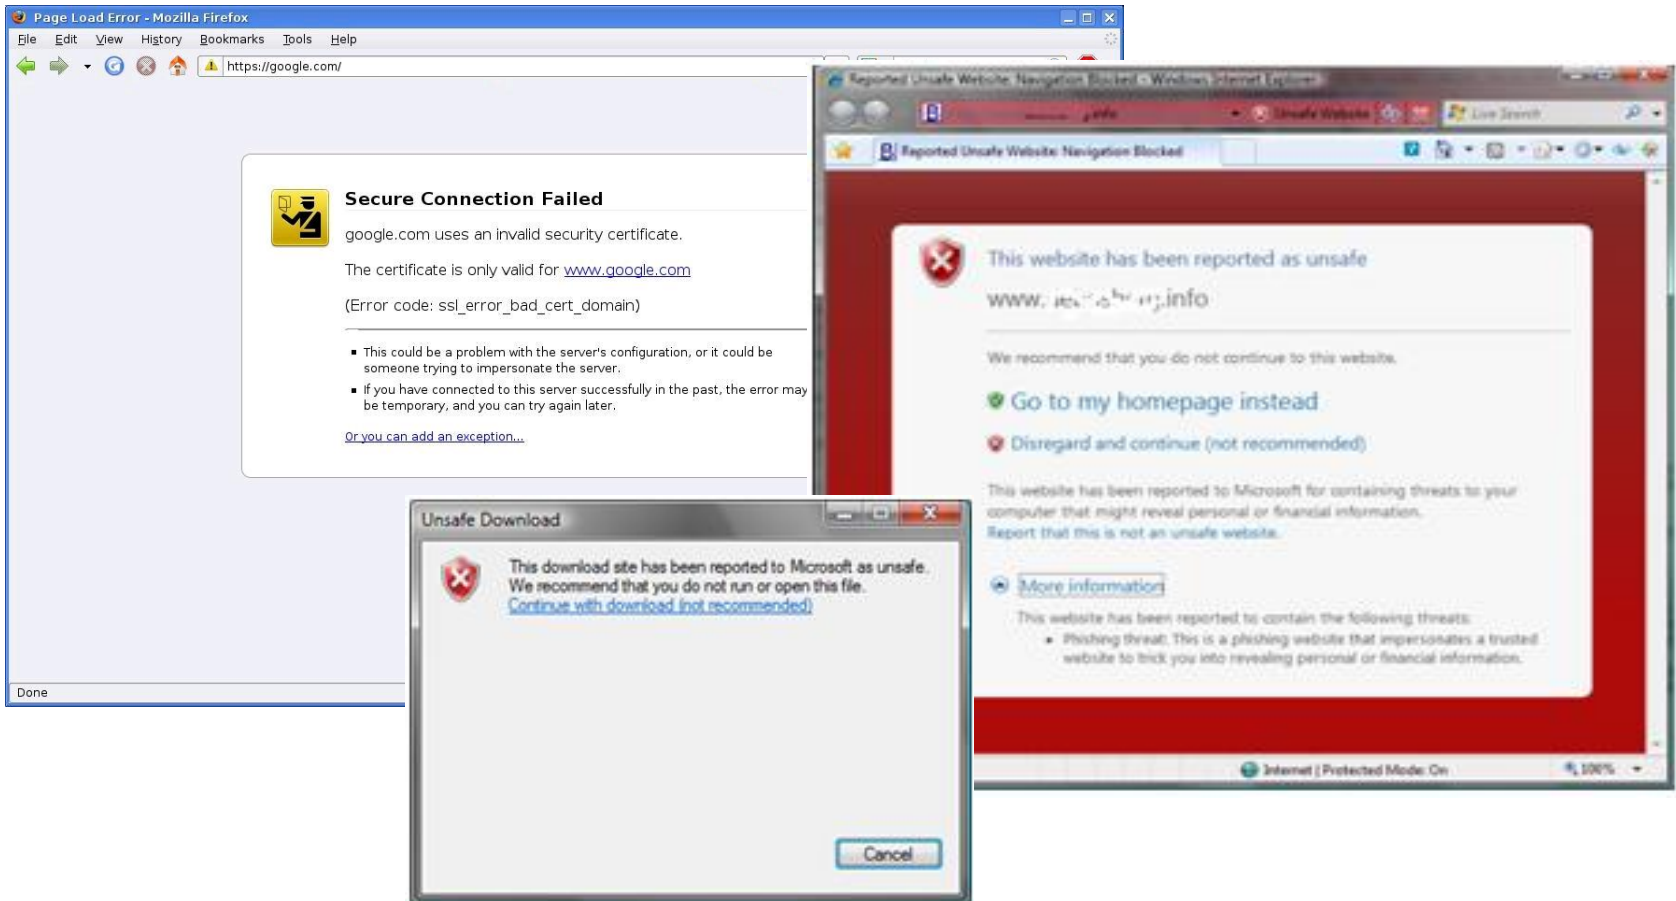 Page Load Error - Mozilla Firefox
File Edit View History Bookmarks Tools Help
https://google.com/
Secure Connection Failed
google.com uses an invalid security certificate.
The certificate is only valid for www.google.com
(Error code: ssl_error_bad_cert_domain)
This could be a problem with the server's configuration, or it could be
someone trying to impersonate the server.
If you have connected to this server successfully in the past, the error may
be temporary, and you can try again later.
Or you can add an exception...
Done
Reported Unsafe Website: Navigation Blocked - Windows Internet Explorer
.info Unsafe Website Live Search
Reported Unsafe Website: Navigation Blocked
This website has been reported as unsafe
www. .info
We recommend that you do not continue to this website.
Go to my homepage instead
Disregard and continue (not recommended)
This website has been reported to Microsoft for containing threats to your
computer that might reveal personal or financial information.
Report that this is not an unsafe website.
More information
This website has been reported to contain the following threats:
Phishing threat: This is a phishing website that impersonates a trusted
website to trick you into revealing personal or financial information.
Internet | Protected Mode: On 100%
Unsafe Download
This download site has been reported to Microsoft as unsafe.
We recommend that you do not run or open this file.
Continue with download (not recommended)
Cancel